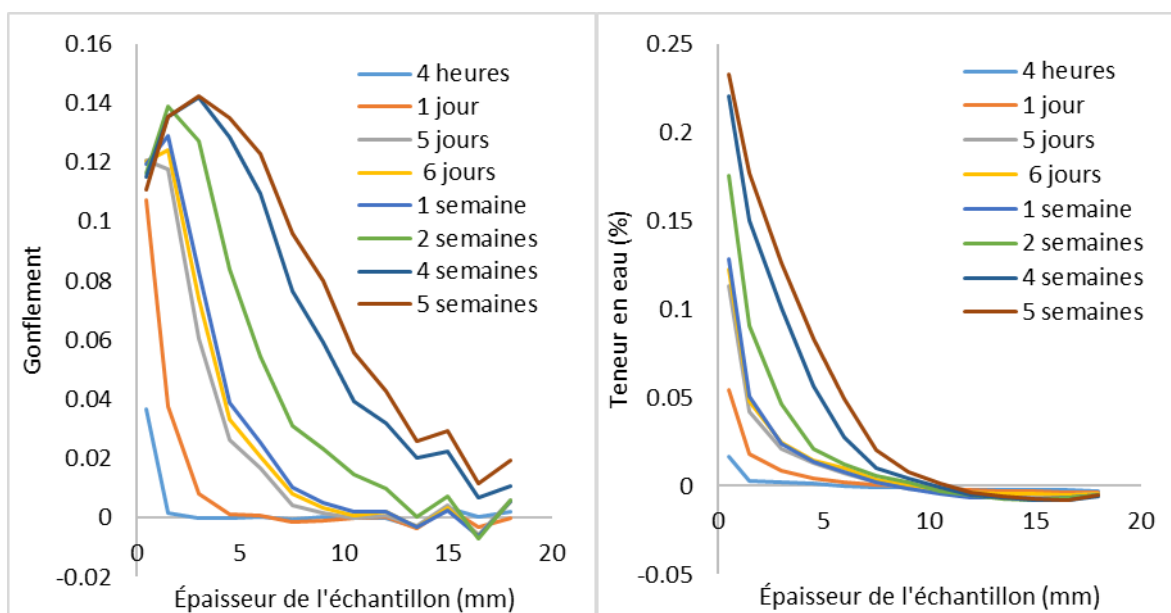 0.16
0.14
0.12
0.1
0.08
0.06
0.04
0.02
0
-0.02
Gonflement
0
5
10
15
20
Épaisseur de l'échantillon (mm)
4 heures
1 jour
5 jours
6 jours
1 semaine
2 semaines
4 semaines
5 semaines
0.25
0.2
0.15
0.1
0.05
0
-0.05
Teneur en eau (%)
0
5
10
15
20
Épaisseur de l'échantillon (mm)
4 heures
1 jour
5 jours
6 jours
1 semaine
2 semaines
4 semaines
5 semaines